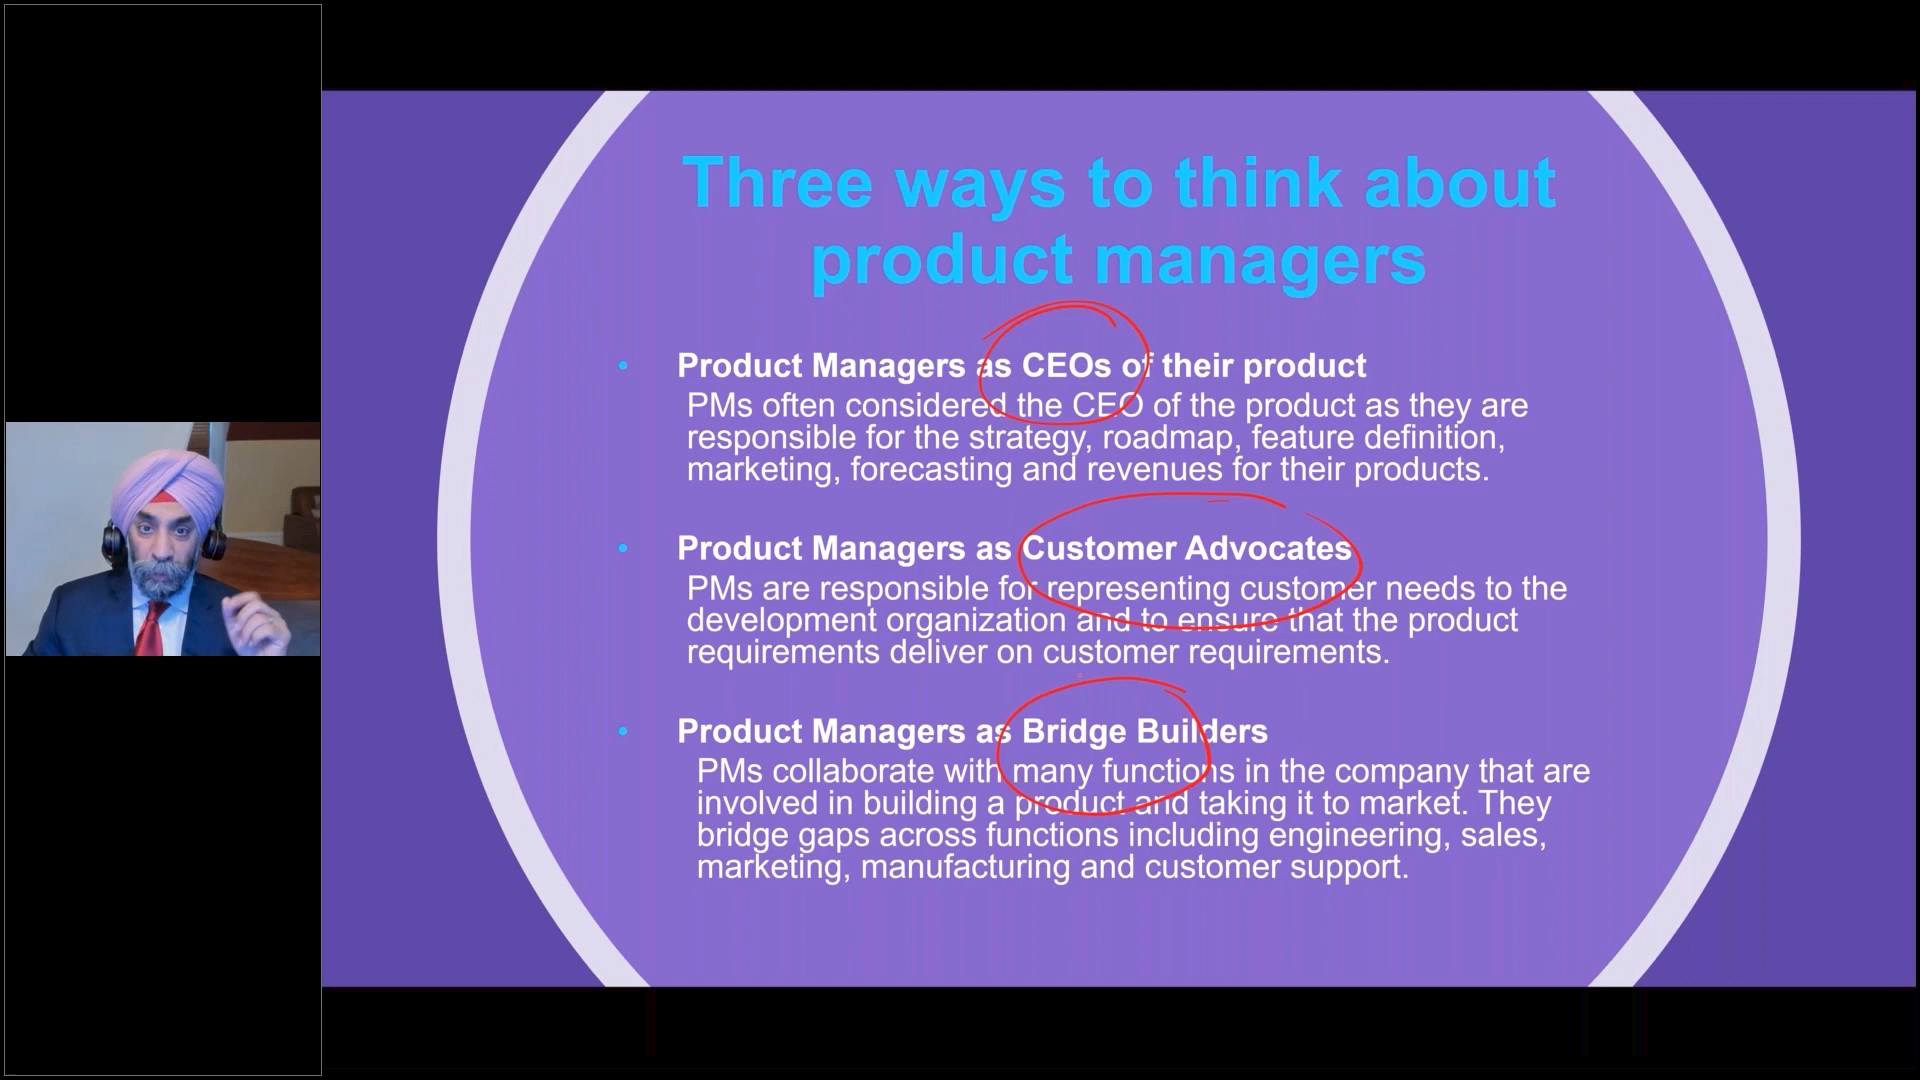 Three ways to think about
product managers
• Product Managers as CEOs of their product
PMs often considered the CEO of the product as they are
responsible for the strategy, roadmap, feature definition,
marketing, forecasting and revenues for their products.
• Product Managers as Customer Advocates
PMs are responsible for representing customer needs to the
development organization and to ensure that the product
requirements deliver on customer requirements.
• Product Managers as Bridge Builders
PMs collaborate with many functions in the company that are
involved in building a product and taking it to market. They
bridge gaps across functions including engineering, sales,
marketing, manufacturing and customer support.